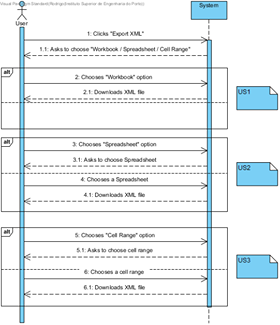 Visual Paradigm Standard(Rodrigo(Instituto Superior de Engenharia do Porto))
User
System
1: Clicks "Export XML"
1.1: Asks to choose "Workbook / Spreadsheet / Cell Range"
alt
2: Chooses "Workbook" option
2.1: Downloads XML file
US1
alt
3: Chooses "Spreadsheet" option
3.1: Asks to choose Spreadsheet
4: Chooses a Spreadsheet
4.1: Downloads XML file
US2
alt
5: Chooses "Cell Range" option
5.1: Asks to choose cell range
6: Chooses a cell range
6.1: Downloads XML file
US3